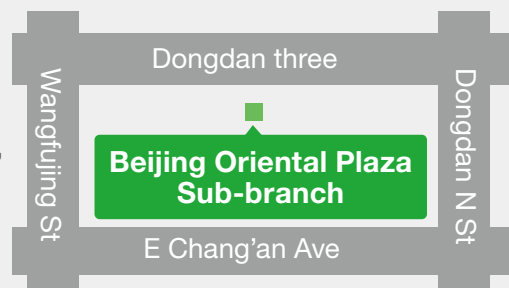 Dongdan three
Wangfujing St
Dongdan N St
Beijing Oriental Plaza
Sub-branch
E Chang'an Ave